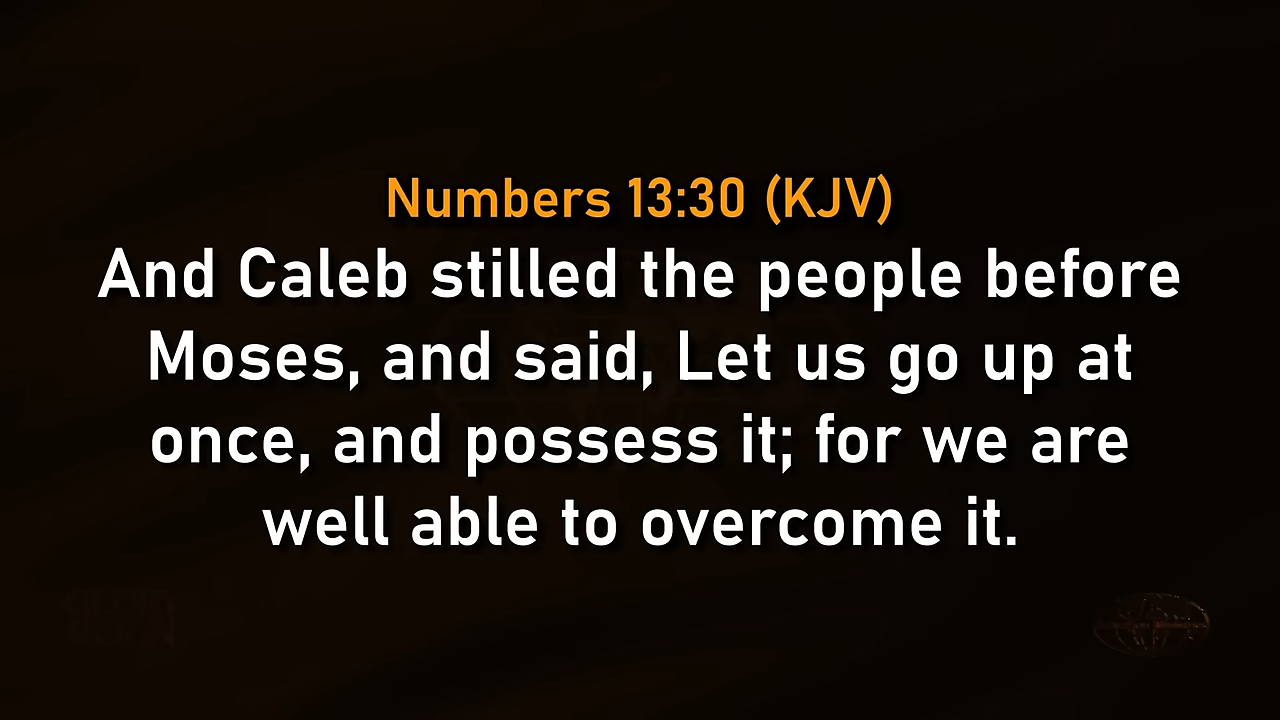 Numbers 13:30 (KJV)
And Caleb stilled the people before
Moses, and said, Let us go up at
once, and possess it; for we are
well able to overcome it.